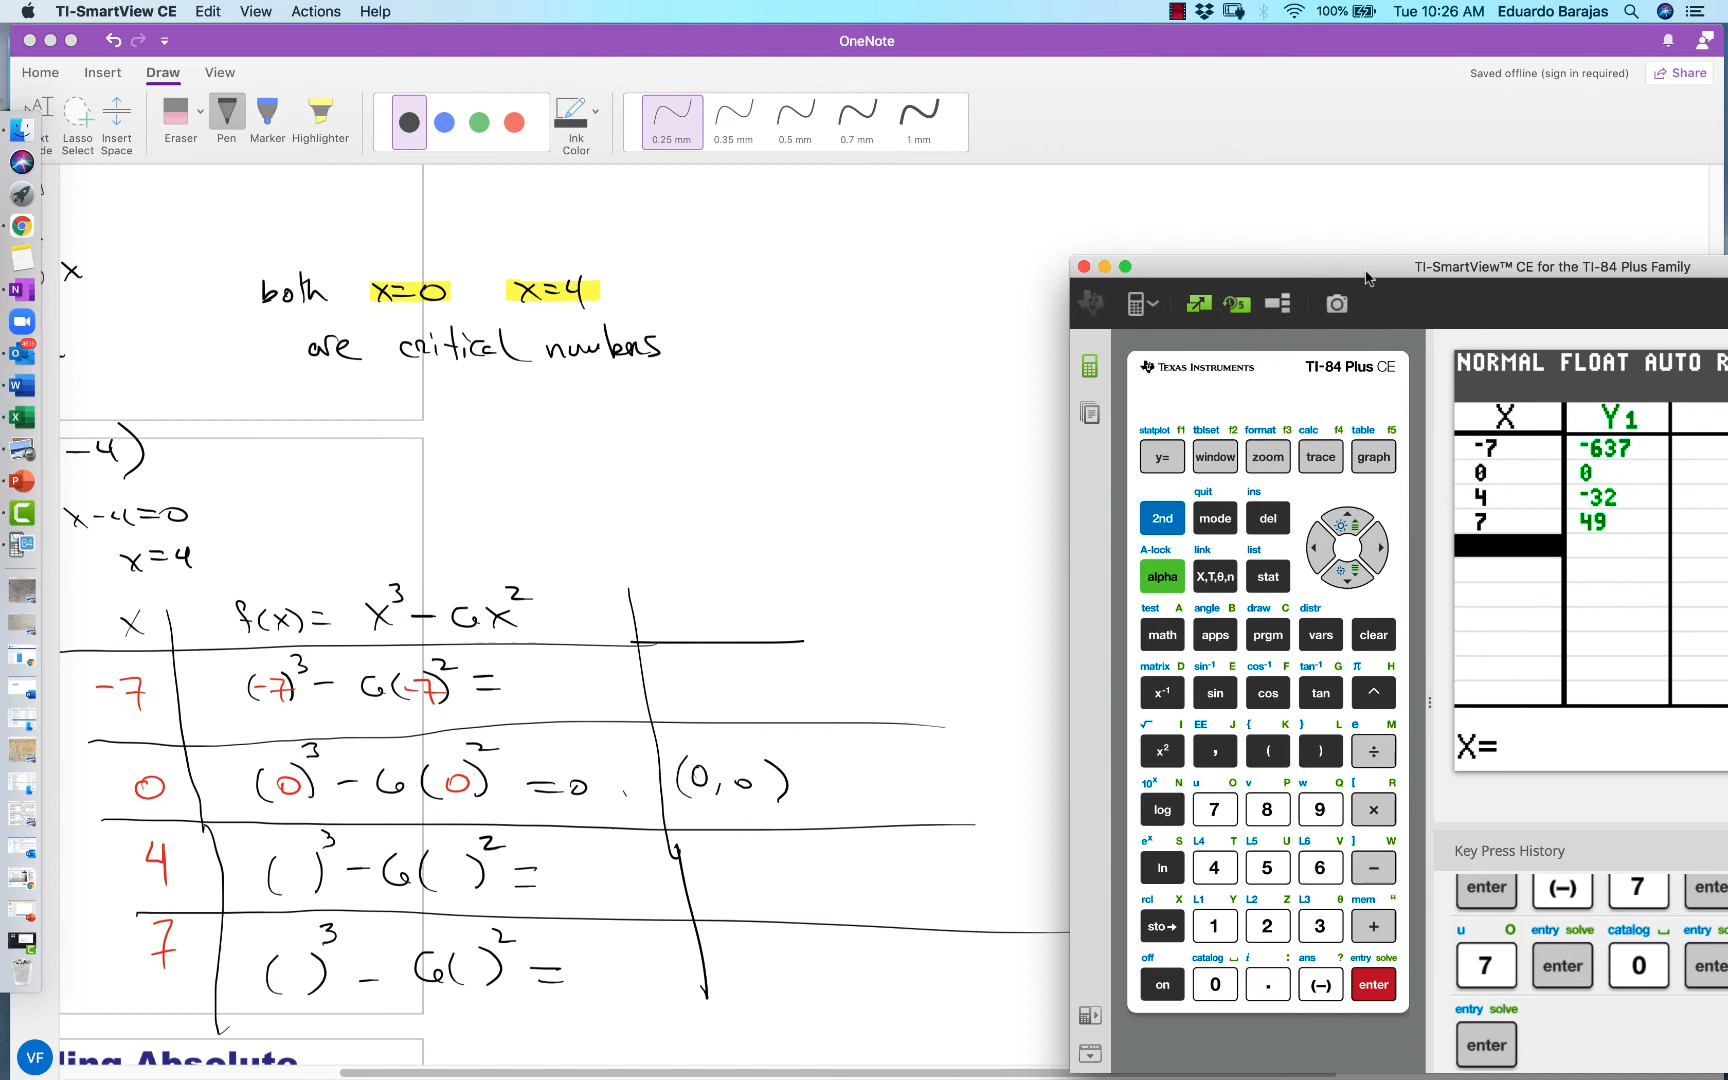 TI-SmartView CE Edit View Actions Help
100% Tue 10:26 AM Eduardo Barajas
OneNote
Home Insert Draw View
Saved offline (sign in required) Share
Lasso Select
Insert Space
Eraser
Pen
Marker
Highlighter
Ink Color
0.25 mm
0.35 mm
0.5 mm
0.7 mm
1 mm
x
both x=0 x=4
are critical numbers
-4)
x-4=0
x=4
x f(x)= x³ - 6x²
-7 (-7)³ - 6(-7)² =
0 (0)³ - 6(0)² =0 . (0,0)
4 ( )³ - 6( )² =
7 ( )³ - 6( )² =
ling Absolute
VF
TI-SmartView™ CE for the TI-84 Plus Family
TEXAS INSTRUMENTS TI-84 Plus CE
statplot f1 tblset f2 format f3 calc f4 table f5
y= window zoom trace graph
quit ins
2nd mode del
A-lock link list
alpha X,T,θ,n stat
test A angle B draw C distr
math apps prgm vars clear
matrix D sin⁻¹ E cos⁻¹ F tan⁻¹ G π H
x⁻¹ sin cos tan ^
√ I EE J { K } L e M
x² , ( ) ÷
10ˣ N u O v P w Q [ R
log 7 8 9 ×
eˣ S L4 T L5 U L6 V ] W
ln 4 5 6 −
rcl X L1 Y L2 Z L3 θ mem “
sto→ 1 2 3 +
off catalog ␣ i : ans ? entry solve
on 0 . (−) enter
NORMAL FLOAT AUTO R
X Y1
-7 -637
0 0
4 -32
7 49
X=
Key Press History
enter (−) 7 ente
u O entry solve catalog ␣ entry so
7 enter 0 ente
entry solve
enter